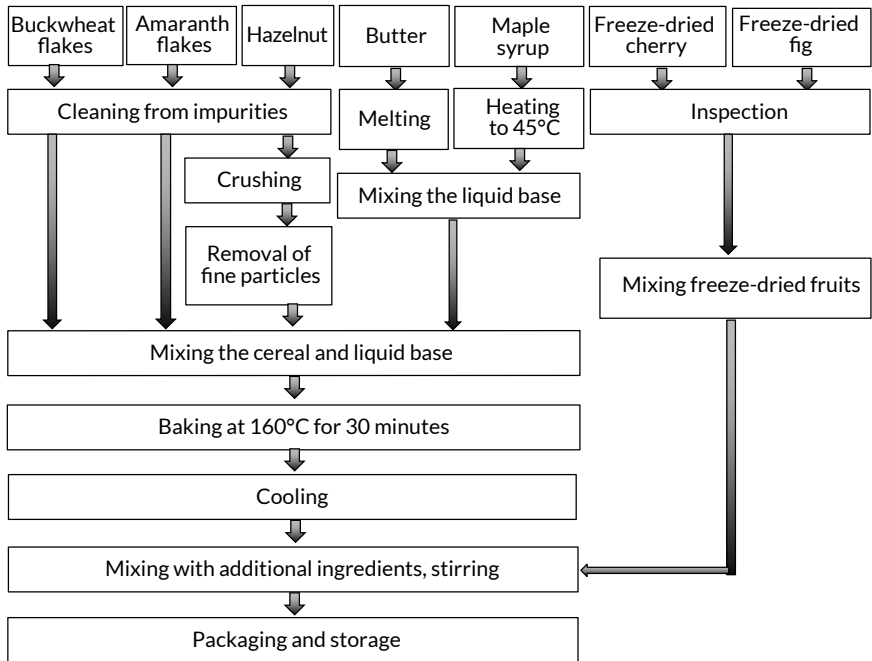 Buckwheat
flakes
Amaranth
flakes
Hazelnut
Butter
Maple
syrup
Freeze-dried
cherry
Freeze-dried
fig
Cleaning from impurities
Melting
Heating
to 45°C
Inspection
Crushing
Mixing the liquid base
Removal of
fine particles
Mixing freeze-dried fruits
Mixing the cereal and liquid base
Baking at 160°C for 30 minutes
Cooling
Mixing with additional ingredients, stirring
Packaging and storage